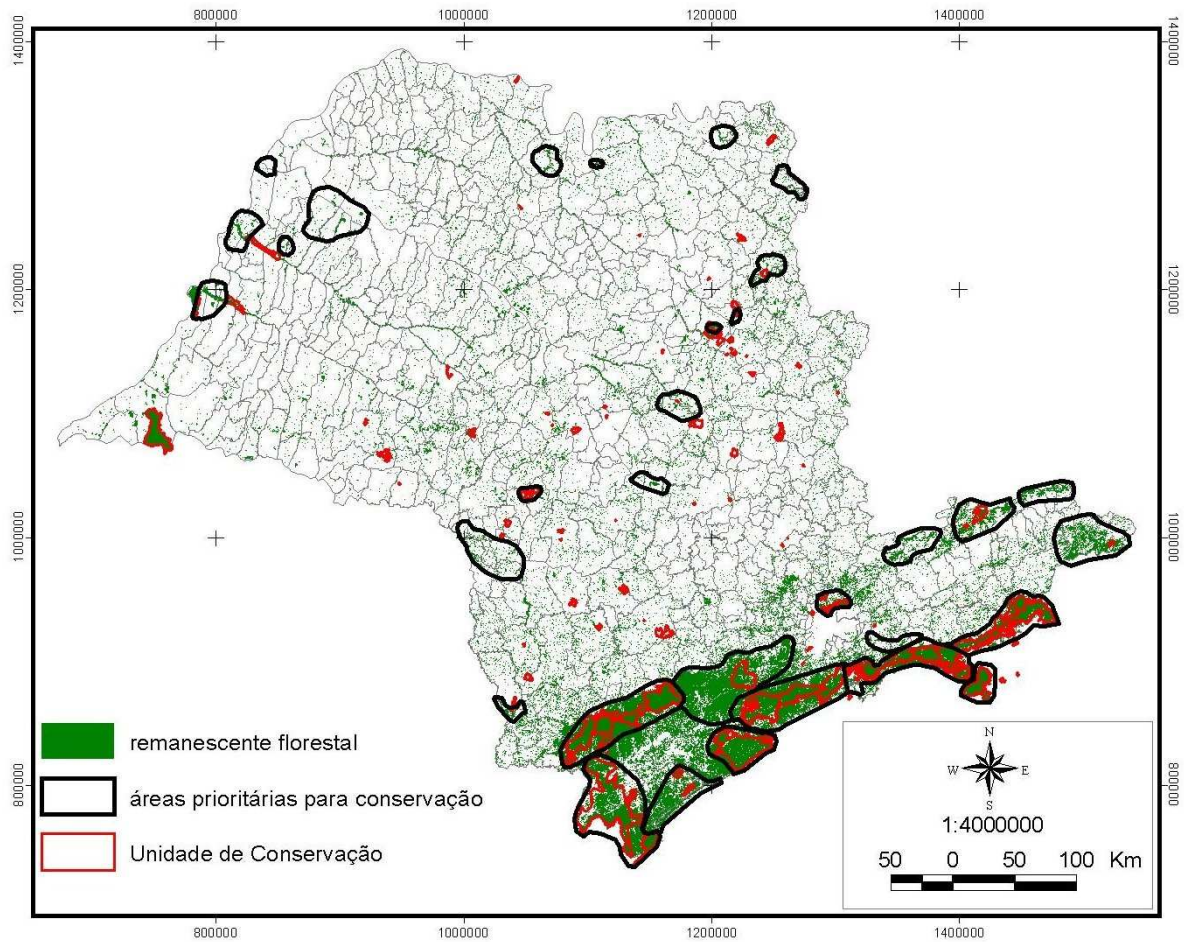 800000 1000000 1200000 1400000
1400000 1400000
1200000 1200000
1000000 1000000
800000 800000
remanescente florestal
áreas prioritárias para conservação
Unidade de Conservação
N
W E
S
1:4000000
50 0 50 100 Km
800000 1000000 1200000 1400000